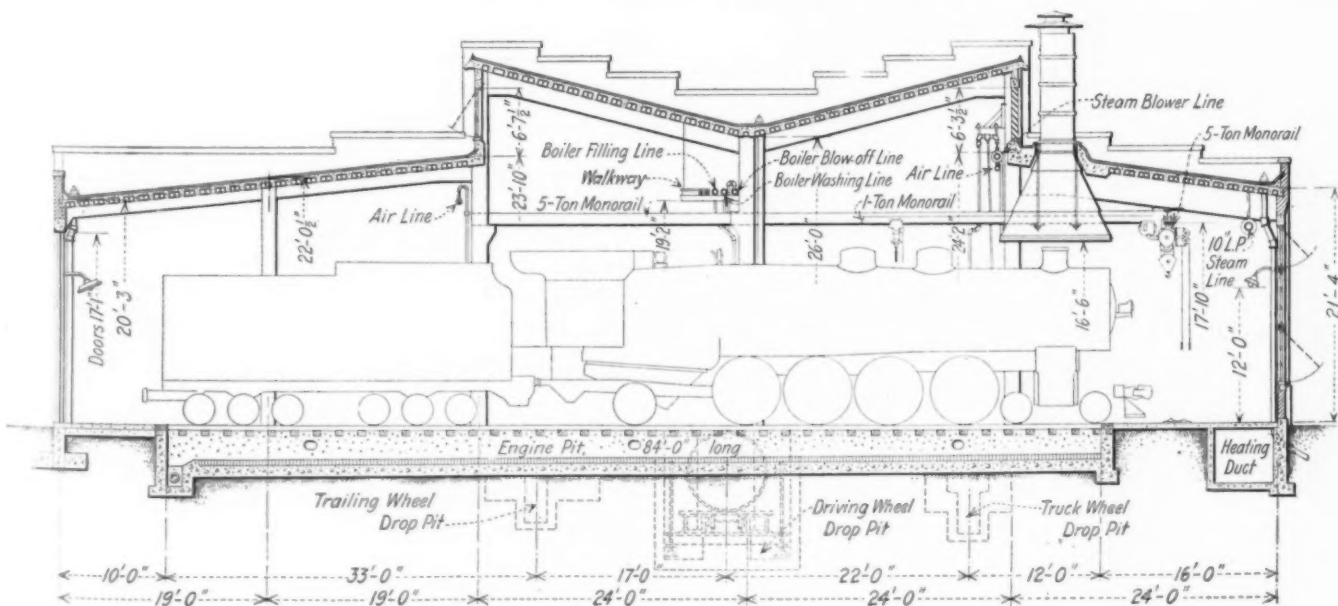 Steam Blower Line
5-Ton Monorail
6'-7½"
6'-3½"
Boiler Filling Line
Boiler Blow-off Line
Walkway
Boiler Washing Line
Air Line
23'-10"
5-Ton Monorail
1-Ton Monorail
Air Line
22'-0½"
19'-2"
26'-0"
24'-2"
10" L.P.
Steam
Line
Doors 17'-1"
20'-3"
16'-6"
17'-10"
12'-0"
21'-4"
Engine Pit, 84'-0" long
Heating
Duct
Trailing Wheel
Drop Pit
Driving Wheel
Drop Pit
Truck Wheel
Drop Pit
10'-0" 33'-0" 17'-0" 22'-0" 12'-0" 16'-0"
19'-0" 19'-0" 24'-0" 24'-0" 24'-0"